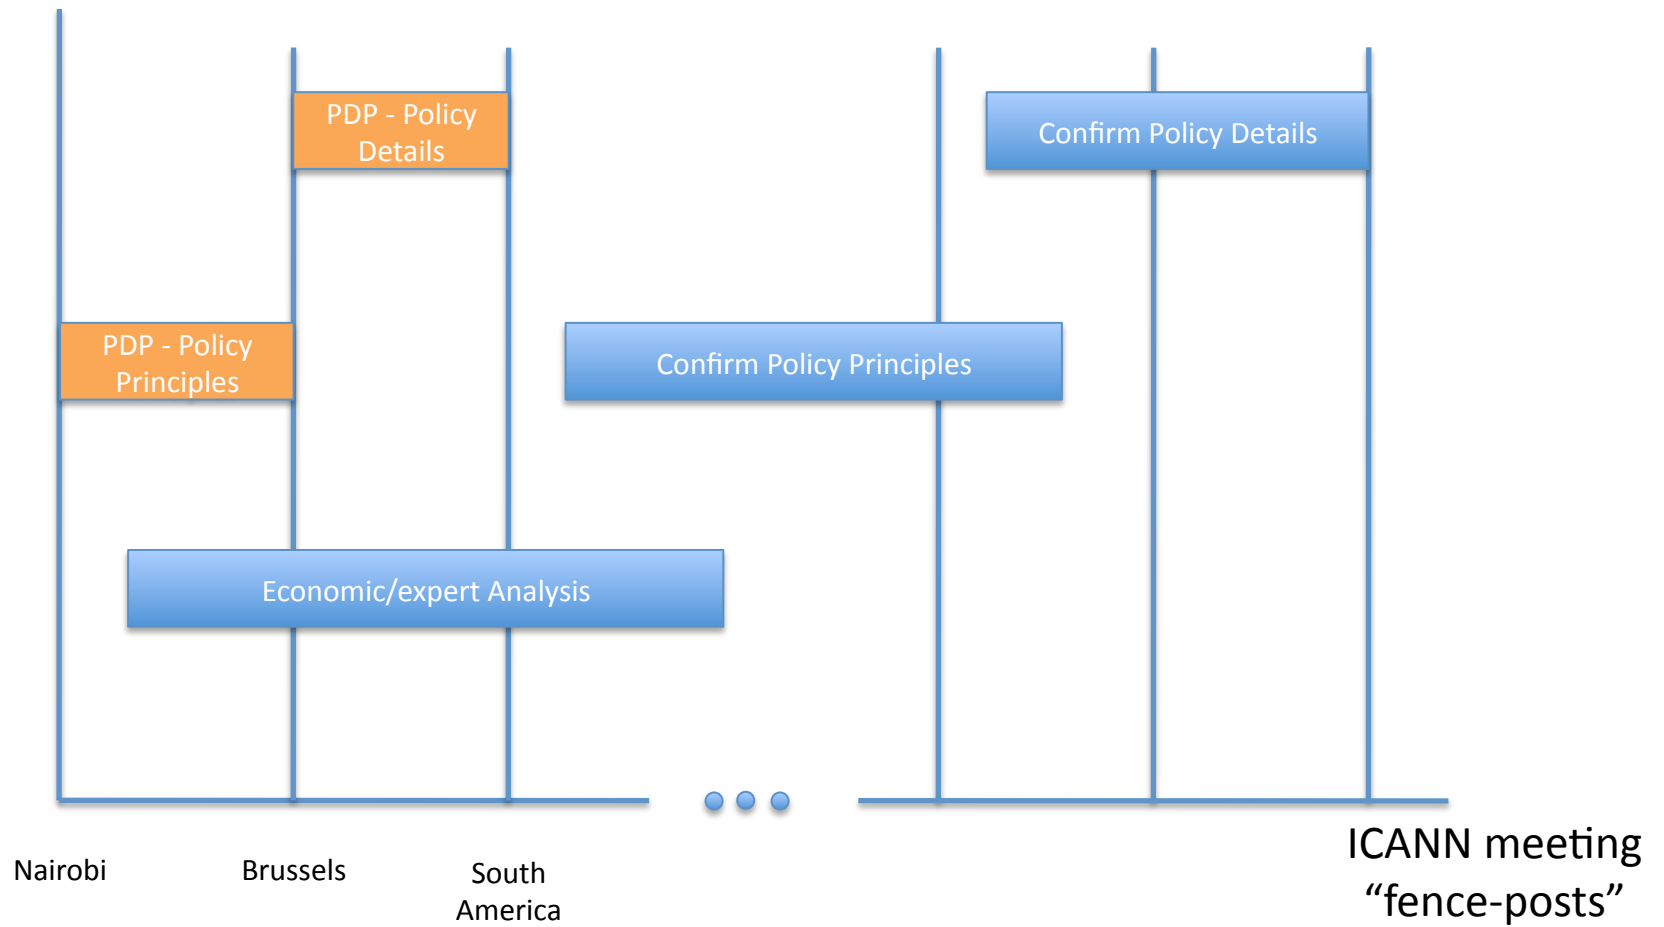 PDP - Policy
Details
Confirm Policy Details
PDP - Policy
Principles
Confirm Policy Principles
Economic/expert Analysis
Nairobi
Brussels
South
America
ICANN meeting
“fence-posts”